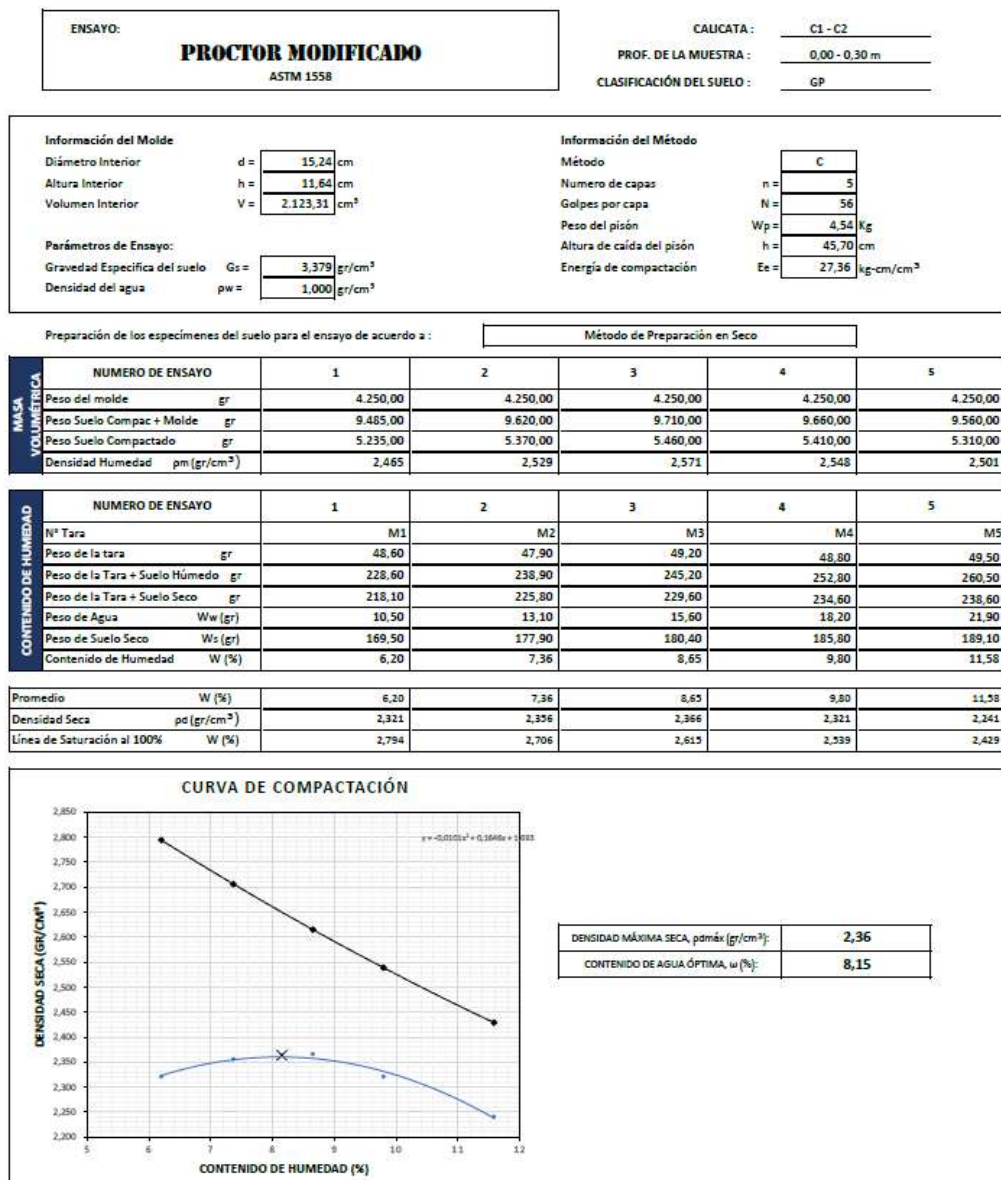 ENSAYO:
PROCTOR MODIFICADO
ASTM 1558
CALICATA : C1 - C2
PROF. DE LA MUESTRA : 0,00 - 0,30 m
CLASIFICACIÓN DEL SUELO : GP
Información del Molde
Diámetro Interior d = 15,24 cm
Altura Interior h = 11,64 cm
Volumen Interior V = 2.123,31 cm³
Parámetros de Ensayo:
Gravedad Especifica del suelo Gs = 3,379 gr/cm³
Densidad del agua ρw = 1,000 gr/cm³
Información del Método
Método C
Numero de capas n = 5
Golpes por capa N = 56
Peso del pisón Wp = 4,54 Kg
Altura de caída del pisón h = 45,70 cm
Energía de compactación Ee = 27,36 kg-cm/cm³
Preparación de los especímenes del suelo para el ensayo de acuerdo a : Método de Preparación en Seco
MASA VOLUMÉTRICA
NUMERO DE ENSAYO 1 2 3 4 5
Peso del molde gr 4.250,00 4.250,00 4.250,00 4.250,00 4.250,00
Peso Suelo Compac + Molde gr 9.485,00 9.620,00 9.710,00 9.660,00 9.560,00
Peso Suelo Compactado gr 5.235,00 5.370,00 5.460,00 5.410,00 5.310,00
Densidad Humedad ρm (gr/cm³) 2,465 2,529 2,571 2,548 2,501
CONTENIDO DE HUMEDAD
NUMERO DE ENSAYO 1 2 3 4 5
N° Tara M1 M2 M3 M4 M5
Peso de la tara gr 48,60 47,90 49,20 48,80 49,50
Peso de la Tara + Suelo Húmedo gr 228,60 238,90 245,20 252,80 260,50
Peso de la Tara + Suelo Seco gr 218,10 225,80 229,60 234,60 238,60
Peso de Agua Ww (gr) 10,50 13,10 15,60 18,20 21,90
Peso de Suelo Seco Ws (gr) 169,50 177,90 180,40 185,80 189,10
Contenido de Humedad W (%) 6,20 7,36 8,65 9,80 11,58
Promedio W (%) 6,20 7,36 8,65 9,80 11,58
Densidad Seca ρd (gr/cm³) 2,321 2,356 2,366 2,321 2,241
Línea de Saturación al 100% W (%) 2,794 2,706 2,615 2,539 2,429
CURVA DE COMPACTACIÓN
2,850
2,800
2,750
2,700
2,650
2,600
2,550
2,500
2,450
2,400
2,350
2,300
2,250
2,200
DENSIDAD SECA (GR/CM³)
5 6 7 8 9 10 11 12
CONTENIDO DE HUMEDAD (%)
DENSIDAD MÁXIMA SECA, ρdmáx (gr/cm³): 2,36
CONTENIDO DE AGUA ÓPTIMA, ω (%): 8,15